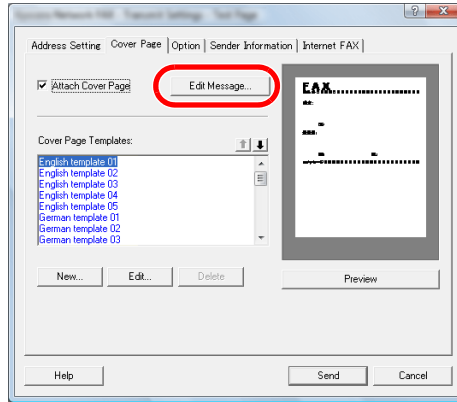 Address Setting Cover Page Option Sender Information Internet FAX
Attach Cover Page Edit Message...
FAX
Cover Page Templates:
English template 01
English template 02
English template 03
English template 04
English template 05
German template 01
German template 02
German template 03
New... Edit... Delete Preview
Help Send Cancel